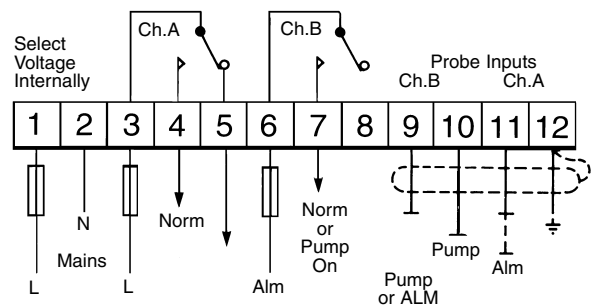 Select
Voltage
Internally
Ch.A
Ch.B
Probe Inputs
Ch.B
Ch.A
1 2 3 4 5 6 7 8 9 10 11 12
N
Mains
L
L
Norm
Alm
Norm
or
Pump
On
Pump
or ALM
Pump
Alm